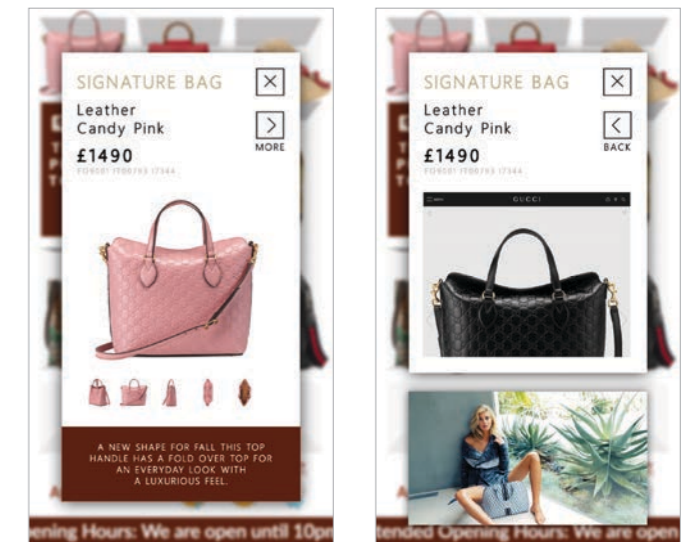 SIGNATURE BAG
Leather
Candy Pink
£1490
MORE
A NEW SHAPE FOR FALL THIS TOP
HANDLE HAS A FOLD OVER TOP FOR
AN EVERYDAY LOOK WITH
A LUXURIOUS FEEL.
ening Hours: We are open until 10p
SIGNATURE BAG
Leather
Candy Pink
£1490
BACK
GUCCI
tended Opening Hours: We are open